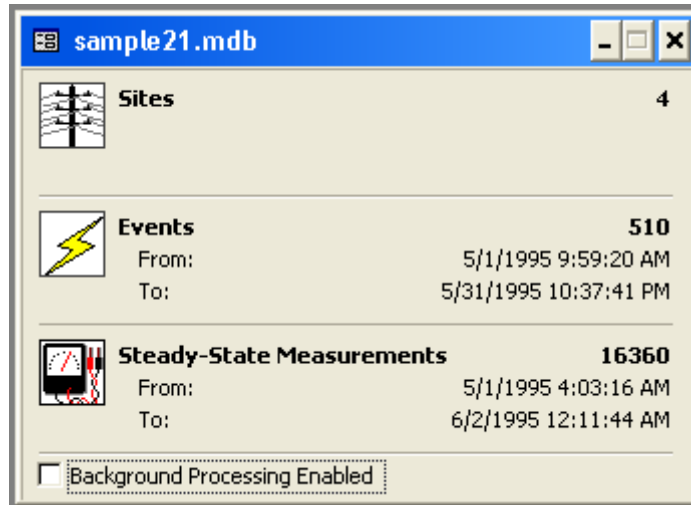 sample21.mdb
Sites 4
Events 510
From: 5/1/1995 9:59:20 AM
To: 5/31/1995 10:37:41 PM
Steady-State Measurements 16360
From: 5/1/1995 4:03:16 AM
To: 6/2/1995 12:11:44 AM
Background Processing Enabled